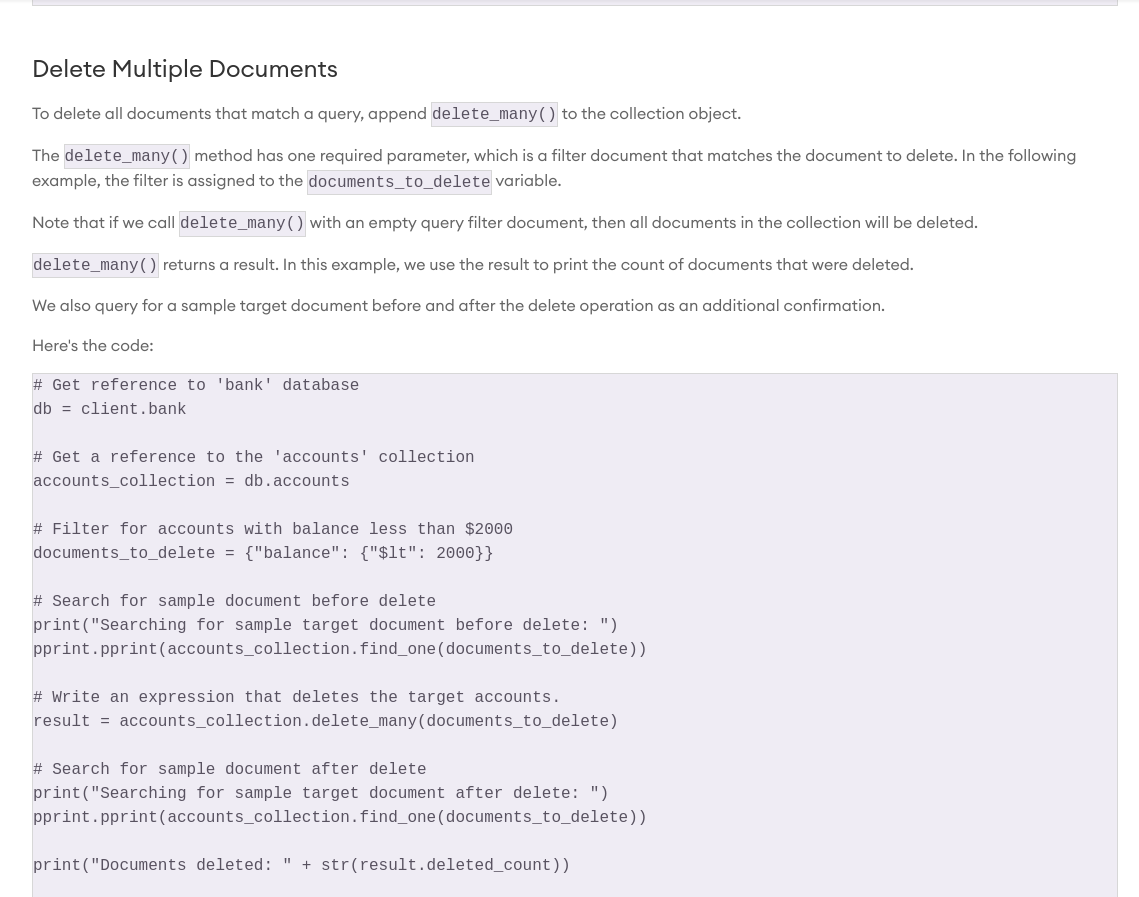 Delete Multiple Documents
To delete all documents that match a query, append delete_many() to the collection object.
The delete_many() method has one required parameter, which is a filter document that matches the document to delete. In the following
example, the filter is assigned to the documents_to_delete variable.
Note that if we call delete_many() with an empty query filter document, then all documents in the collection will be deleted.
delete_many() returns a result. In this example, we use the result to print the count of documents that were deleted.
We also query for a sample target document before and after the delete operation as an additional confirmation.
Here's the code:
# Get reference to 'bank' database
db = client.bank
# Get a reference to the 'accounts' collection
accounts_collection = db.accounts
# Filter for accounts with balance less than $2000
documents_to_delete = {"balance": {"$lt": 2000}}
# Search for sample document before delete
print("Searching for sample target document before delete: ")
pprint.pprint(accounts_collection.find_one(documents_to_delete))
# Write an expression that deletes the target accounts.
result = accounts_collection.delete_many(documents_to_delete)
# Search for sample document after delete
print("Searching for sample target document after delete: ")
pprint.pprint(accounts_collection.find_one(documents_to_delete))
print("Documents deleted: " + str(result.deleted_count))